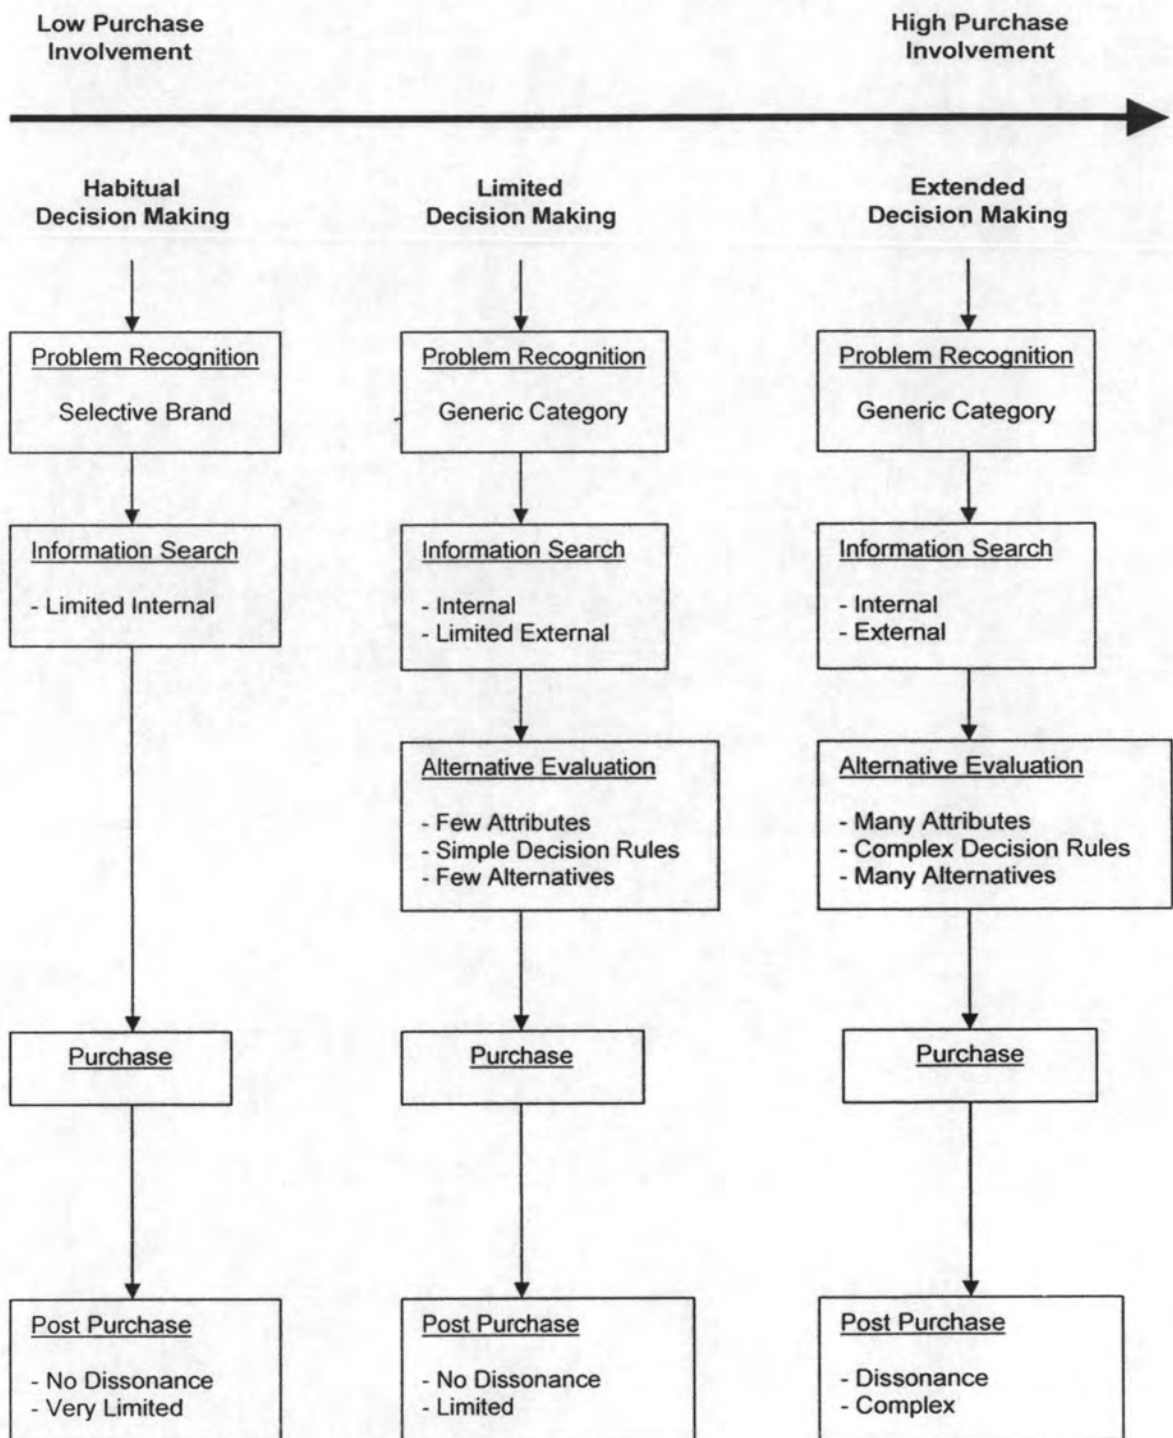 Low Purchase
Involvement
High Purchase
Involvement
Habitual
Decision Making
Limited
Decision Making
Extended
Decision Making
Problem Recognition
Selective Brand
Problem Recognition
Generic Category
Problem Recognition
Generic Category
Information Search
- Limited Internal
Information Search
- Internal
- Limited External
Information Search
- Internal
- External
Alternative Evaluation
- Few Attributes
- Simple Decision Rules
- Few Alternatives
Alternative Evaluation
- Many Attributes
- Complex Decision Rules
- Many Alternatives
Purchase
Purchase
Purchase
Post Purchase
- No Dissonance
- Very Limited
Post Purchase
- No Dissonance
- Limited
Post Purchase
- Dissonance
- Complex